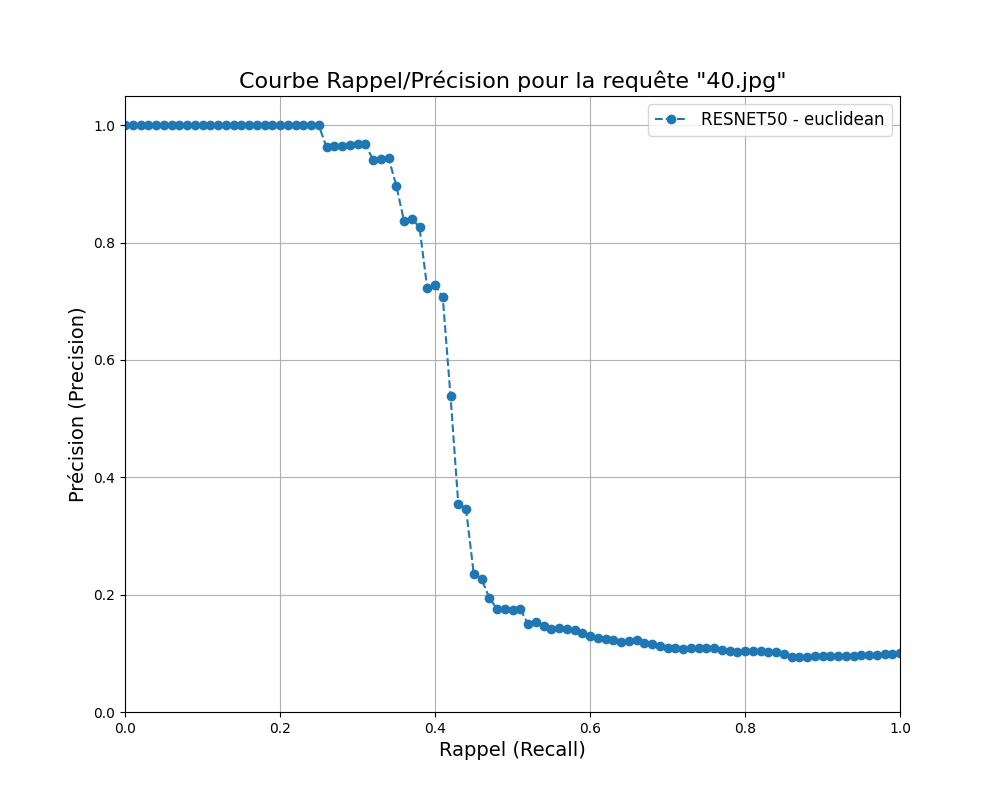 Courbe Rappel/Précision pour la requête "40.jpg"
RESNET50 - euclidean
Précision (Precision)
1.0
0.8
0.6
0.4
0.2
0.0
0.0 0.2 0.4 0.6 0.8 1.0
Rappel (Recall)